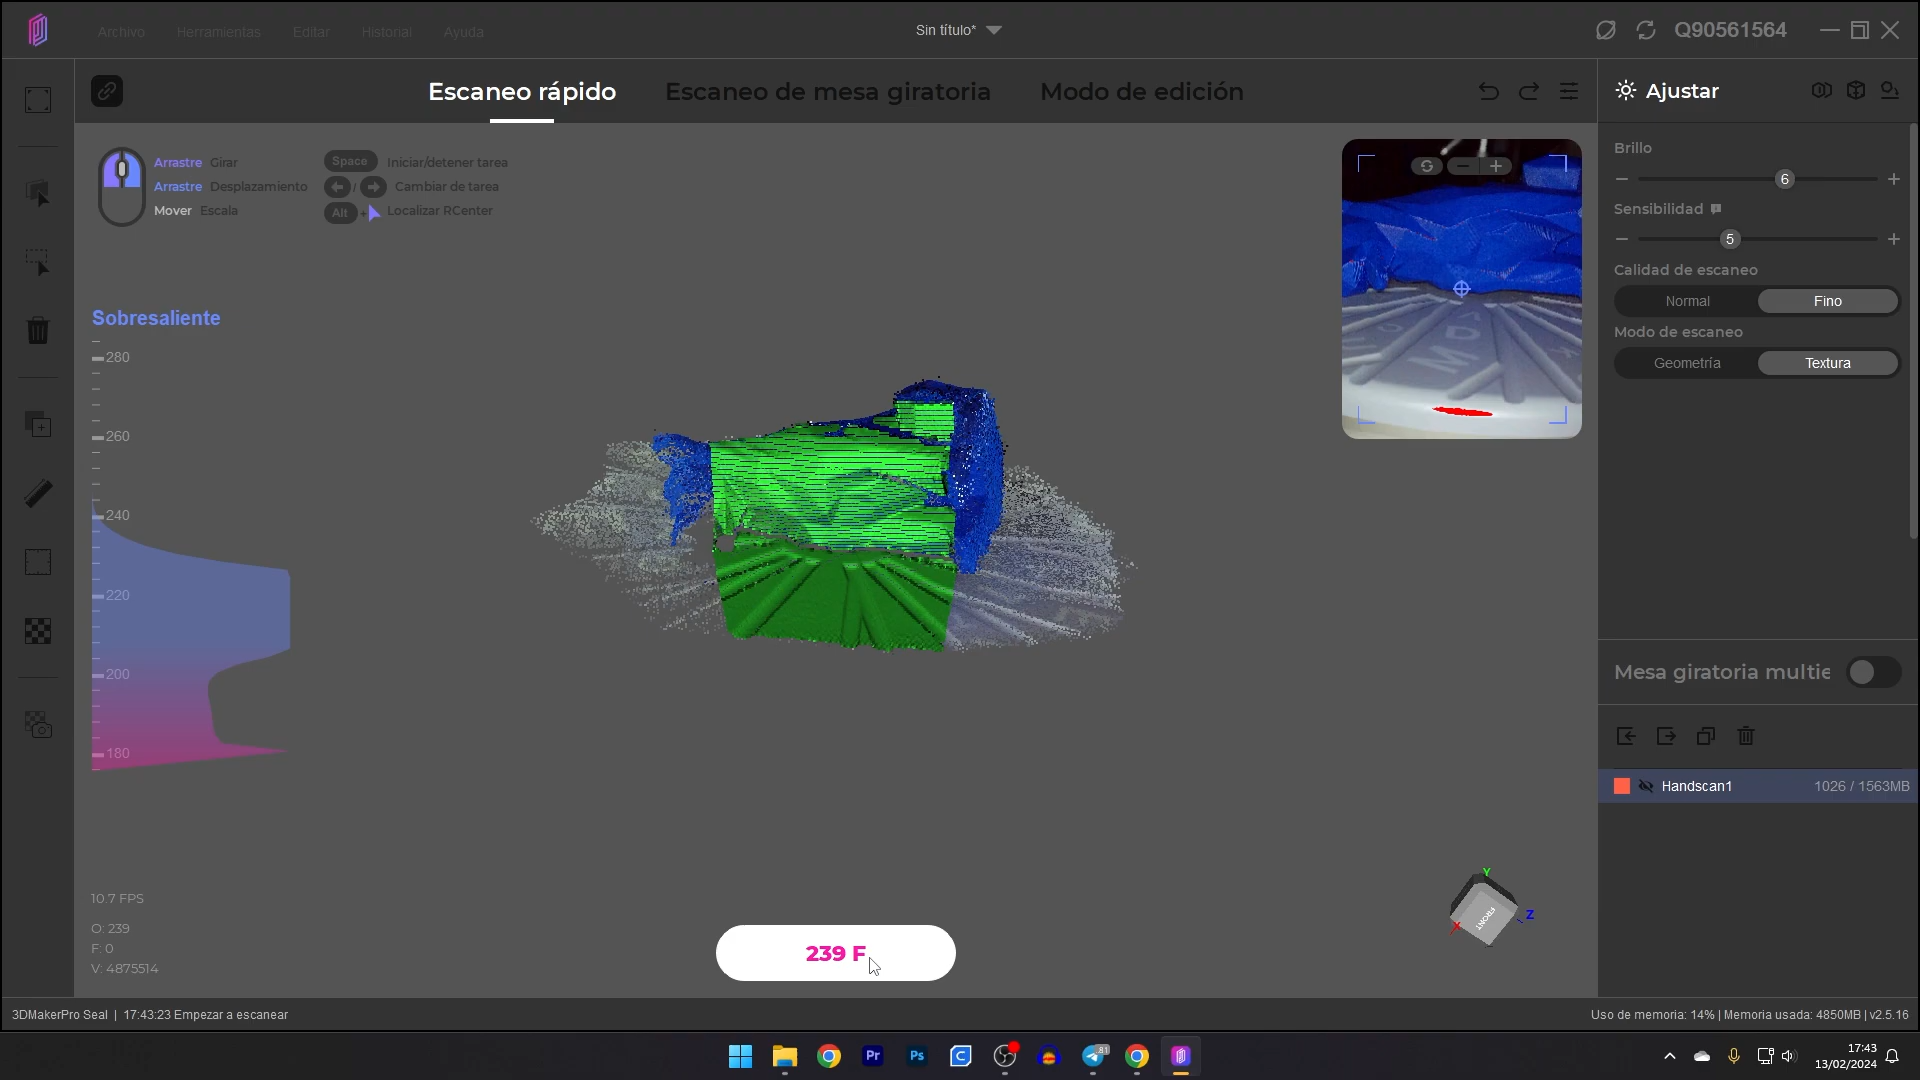 Archivo
Herramientas
Editar
Historial
Ayuda
Sin título*
Q90561564
Escaneo rápido
Escaneo de mesa giratoria
Modo de edición
Ajustar
Arrastre Girar
Arrastre Desplazamiento
Mover Escala
Space Iniciar/detener tarea
/ Cambiar de tarea
Alt + Localizar RCenter
Brillo
6
Sensibilidad
5
Calidad de escaneo
Normal
Fino
Modo de escaneo
Geometría
Textura
Sobresaliente
280
260
240
220
200
180
Mesa giratoria multie
Handscan1
1026 / 1563MB
10.7 FPS
O: 239
F: 0
V: 4875514
239 F
Y
Z
X
FRONT
3DMakerPro Seal | 17:43:23 Empezar a escanear
Uso de memoria: 14% | Memoria usada: 4850MB | v2.5.16
Pr
Ps
81
17:43
13/02/2024